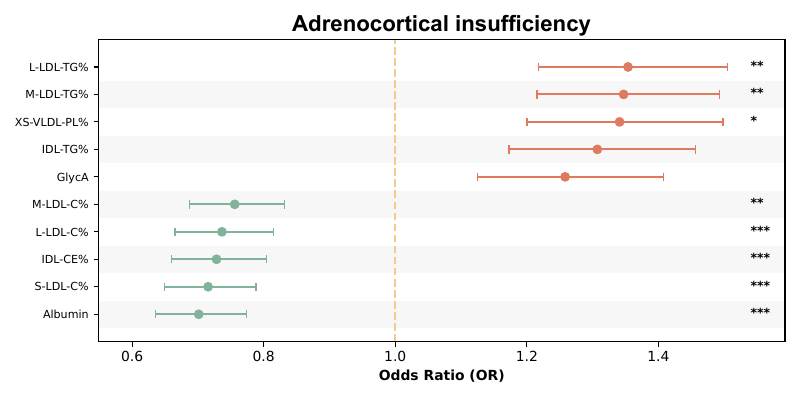 Adrenocortical insufficiency
L-LDL-TG% **
M-LDL-TG% **
XS-VLDL-PL% *
IDL-TG%
GlycA
M-LDL-C% **
L-LDL-C% ***
IDL-CE% ***
S-LDL-C% ***
Albumin ***
0.6 0.8 1.0 1.2 1.4
Odds Ratio (OR)